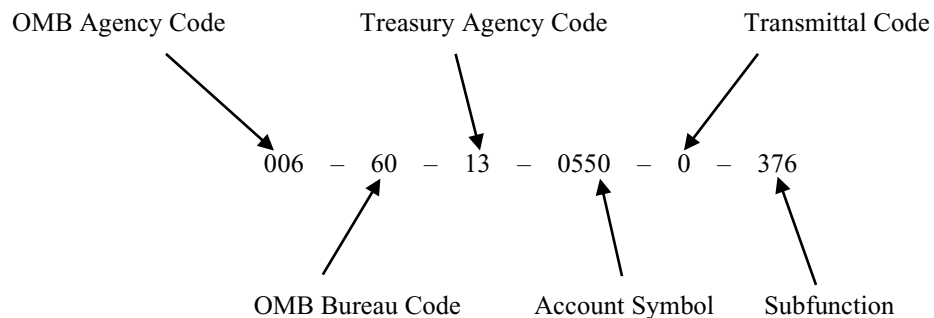 OMB Agency Code Treasury Agency Code Transmittal Code
006 – 60 – 13 – 0550 – 0 – 376
OMB Bureau Code Account Symbol Subfunction